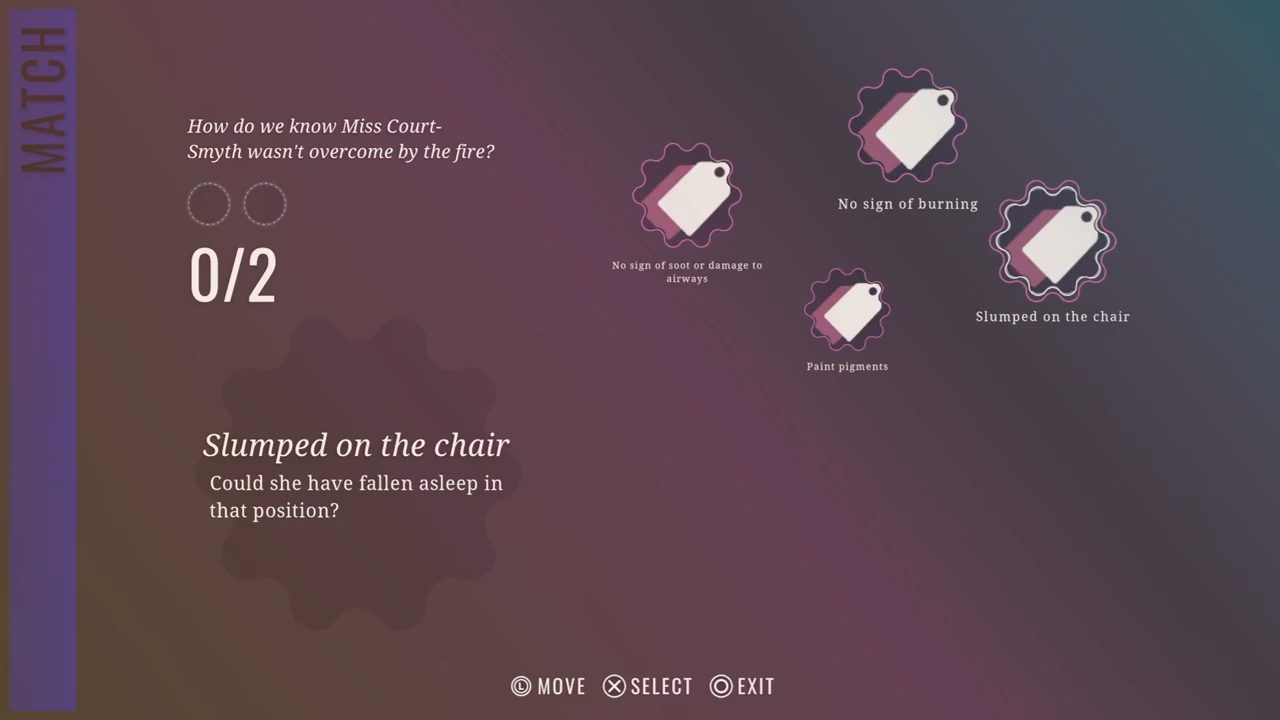 MATCH
How do we know Miss Court-
Smyth wasn't overcome by the fire?
0/2
No sign of burning
No sign of soot or damage to
airways
Slumped on the chair
Paint pigments
Slumped on the chair
Could she have fallen asleep in
that position?
L MOVE SELECT EXIT